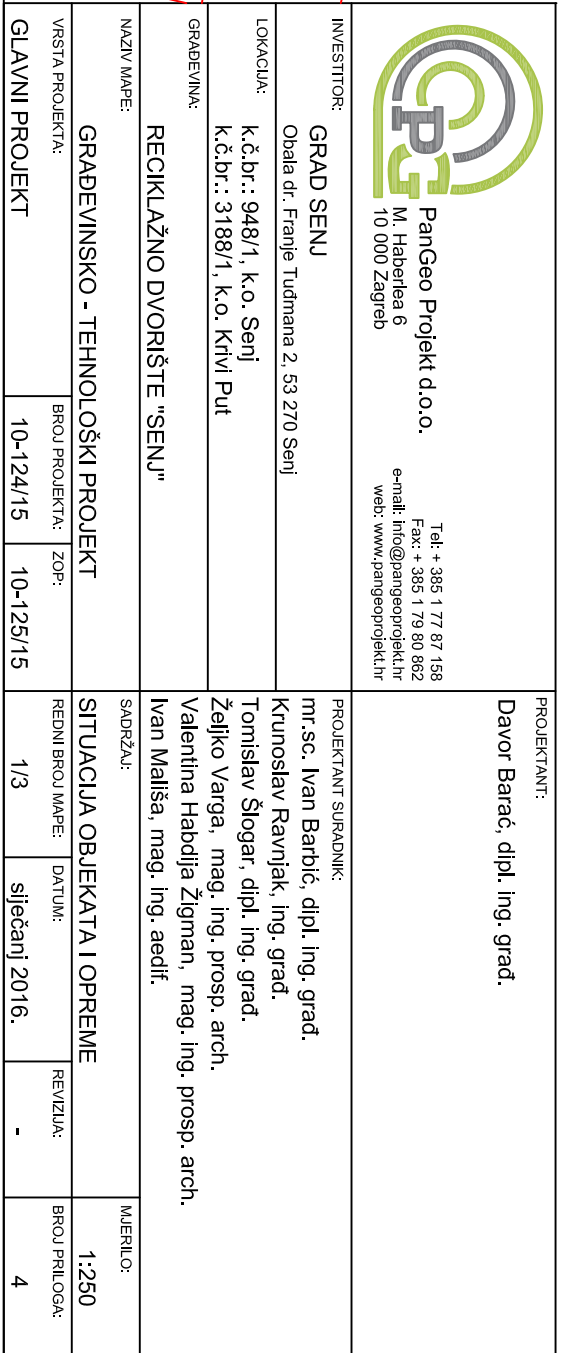 PG
PanGeo Projekt d.o.o.
M. Haberlea 6
10 000 Zagreb
Tel: + 385 1 77 87 158
Fax: + 385 1 79 80 862
e-mail: info@pangeoprojekt.hr
web: www.pangeoprojekt.hr
PROJEKTANT:
Davor Barać, dipl. ing. građ.
INVESTITOR:
GRAD SENJ
Obala dr. Franje Tuđmana 2, 53 270 Senj
LOKACIJA:
k.č.br.: 948/1, k.o. Senj
k.č.br.: 3188/1, k.o. Krivi Put
GRAĐEVINA:
RECIKLAŽNO DVORIŠTE "SENJ"
PROJEKTANT SURADNIK:
mr.sc. Ivan Barbić, dipl. ing. građ.
Krunoslav Ravnjak, ing. građ.
Tomislav Šlogar, dipl. ing. građ.
Željko Varga, mag. ing. prosp. arch.
Valentina Habdija Žigman, mag. ing. prosp. arch.
Ivan Mališa, mag. ing. aedif.
NAZIV MAPE:
GRAĐEVINSKO - TEHNOLOŠKI PROJEKT
SADRŽAJ:
SITUACIJA OBJEKATA I OPREME
MJERILO:
1:250
VRSTA PROJEKTA:
GLAVNI PROJEKT
BROJ PROJEKTA:
10-124/15
ZOP:
10-125/15
REDNI BROJ MAPE:
1/3
DATUM:
siječanj 2016.
REVIZIJA:
-
BROJ PRILOGA:
4